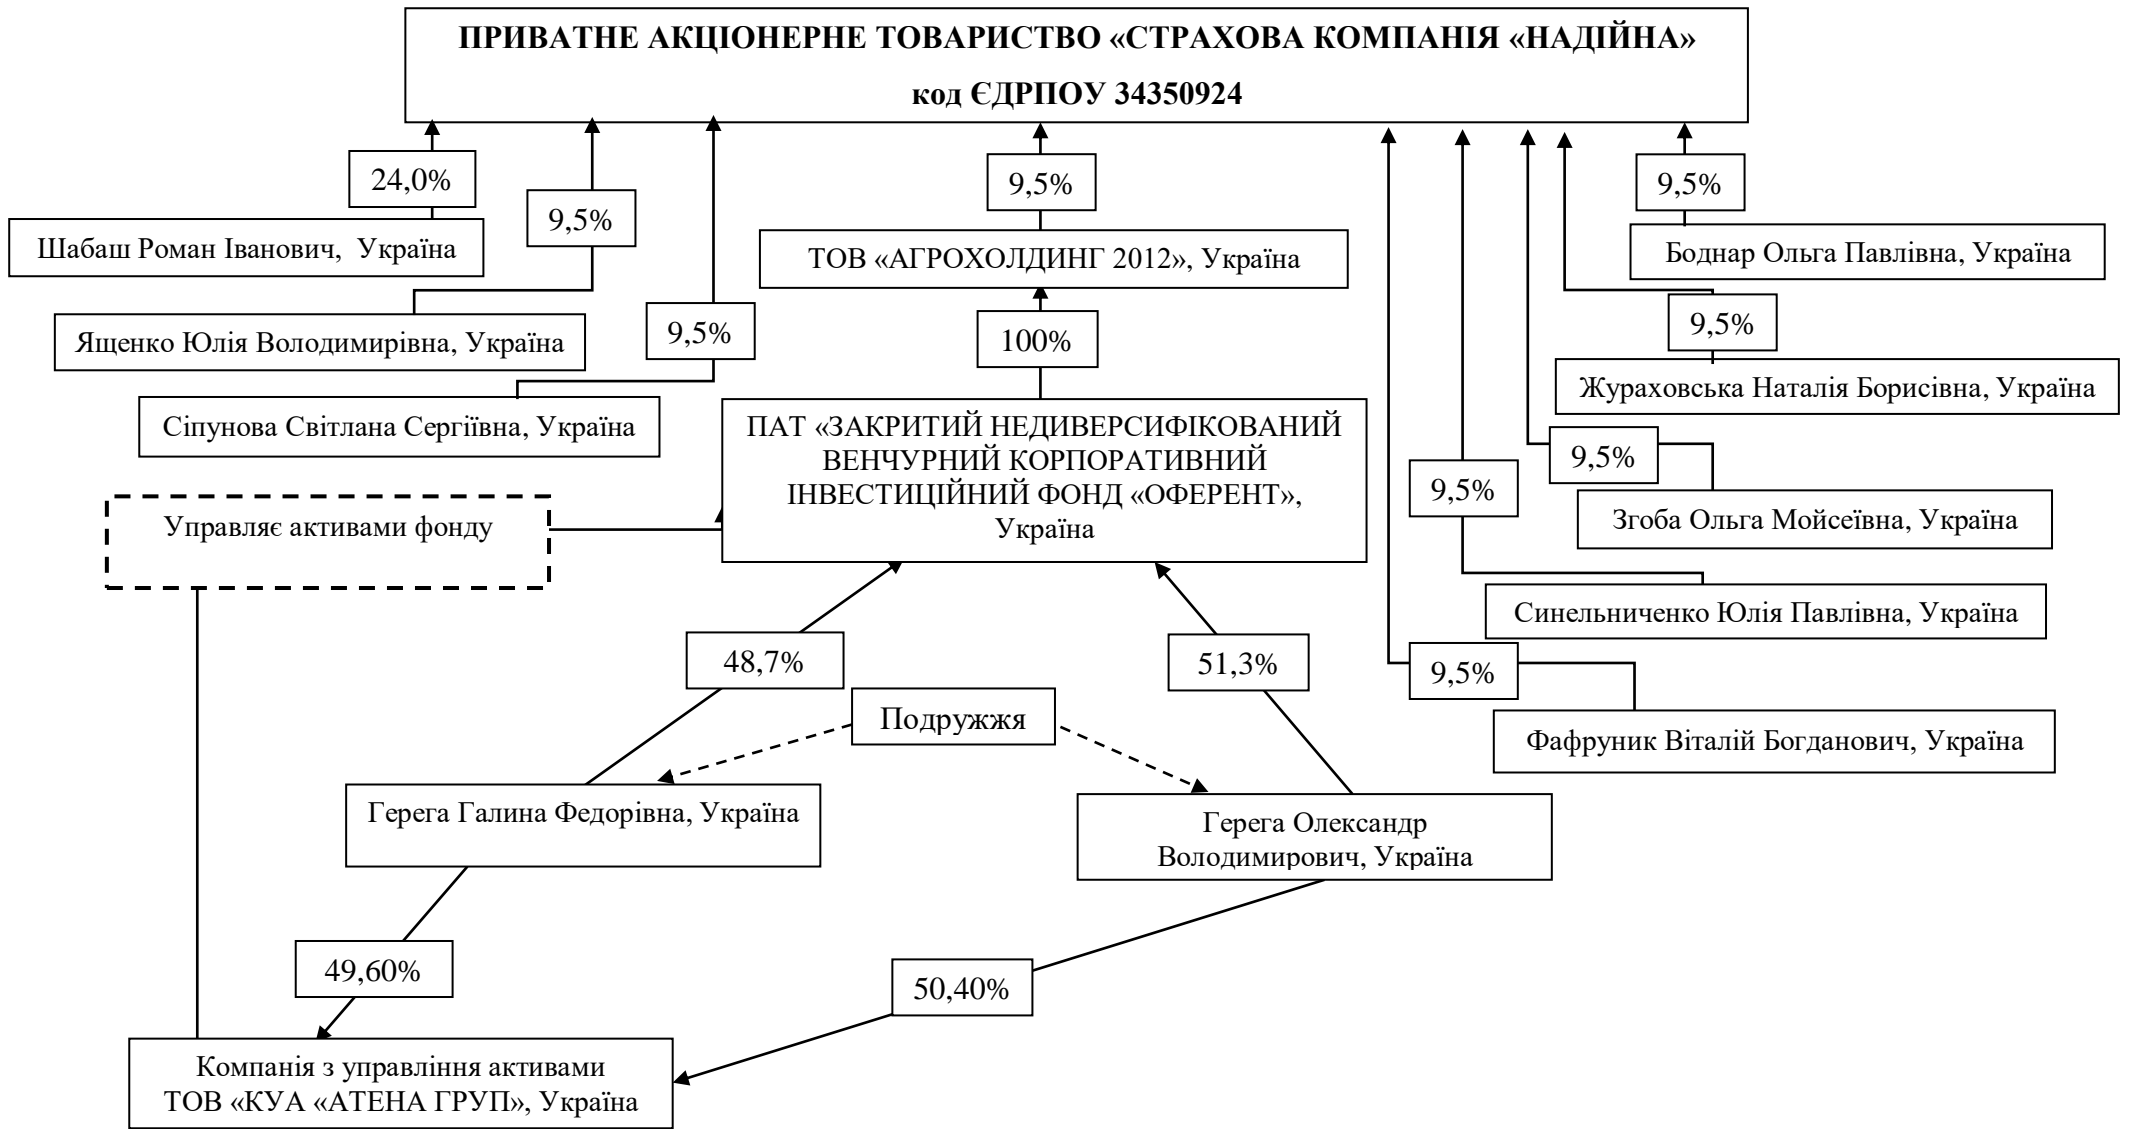 ПРИВАТНЕ АКЦІОНЕРНЕ ТОВАРИСТВО «СТРАХОВА КОМПАНІЯ «НАДІЙНА»
код ЄДРПОУ 34350924
24,0%
9,5%
9,5%
9,5%
9,5%
Шабаш Роман Іванович, Україна
ТОВ «АГРОХОЛДИНГ 2012», Україна
Боднар Ольга Павлівна, Україна
Ященко Юлія Володимирівна, Україна
100%
9,5%
Сіпунова Світлана Сергіївна, Україна
Жураховська Наталія Борисівна, Україна
ПАТ «ЗАКРИТИЙ НЕДИВЕРСИФІКОВАНИЙ
ВЕНЧУРНИЙ КОРПОРАТИВНИЙ
ІНВЕСТИЦІЙНИЙ ФОНД «ОФЕРЕНТ»,
Україна
9,5%
9,5%
Управляє активами фонду
Згоба Ольга Мойсеївна, Україна
Синельниченко Юлія Павлівна, Україна
48,7%
51,3%
9,5%
Подружжя
Фафруник Віталій Богданович, Україна
Герега Галина Федорівна, Україна
Герега Олександр
Володимирович, Україна
49,60%
50,40%
Компанія з управління активами
ТОВ «КУА «АТЕНА ГРУП», Україна